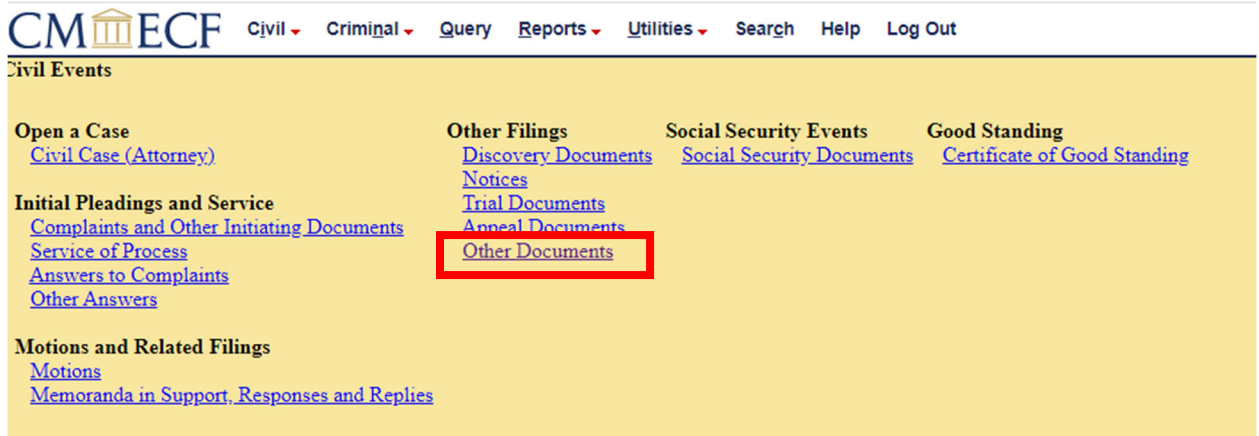 CM ECF Civil Criminal Query Reports Utilities Search Help Log Out
Civil Events
Open a Case
Civil Case (Attorney)
Initial Pleadings and Service
Complaints and Other Initiating Documents
Service of Process
Answers to Complaints
Other Answers
Motions and Related Filings
Motions
Memoranda in Support, Responses and Replies
Other Filings
Discovery Documents
Notices
Trial Documents
Appeal Documents
Other Documents
Social Security Events
Social Security Documents
Good Standing
Certificate of Good Standing